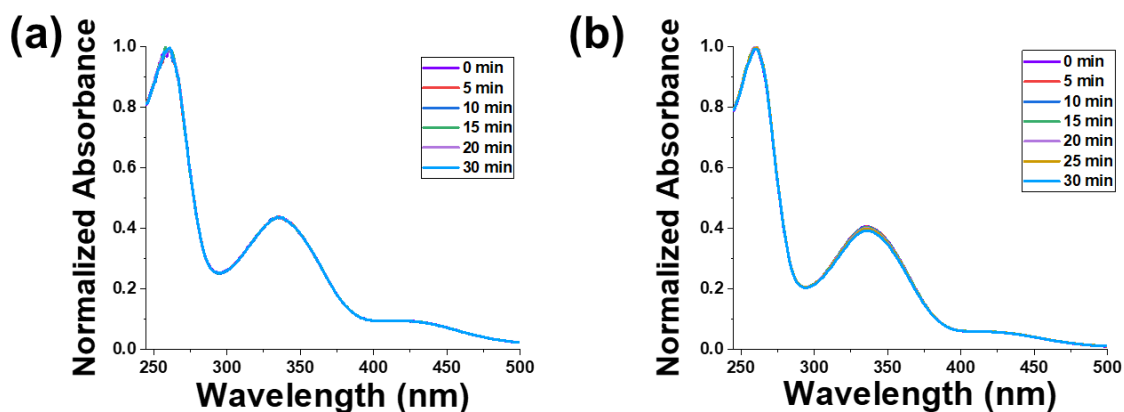 (a)
Normalized Absorbance
1.0
0.8
0.6
0.4
0.2
0.0
0 min
5 min
10 min
15 min
20 min
30 min
250 300 350 400 450 500
Wavelength (nm)
(b)
Normalized Absorbance
1.0
0.8
0.6
0.4
0.2
0.0
0 min
5 min
10 min
15 min
20 min
25 min
30 min
250 300 350 400 450 500
Wavelength (nm)